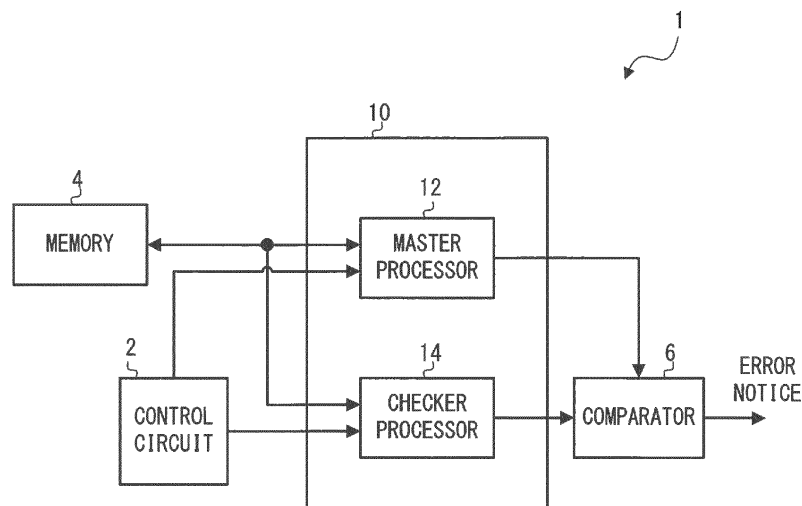 1
10
4
MEMORY
12
MASTER
PROCESSOR
2
CONTROL
CIRCUIT
14
CHECKER
PROCESSOR
6
COMPARATOR
ERROR
NOTICE